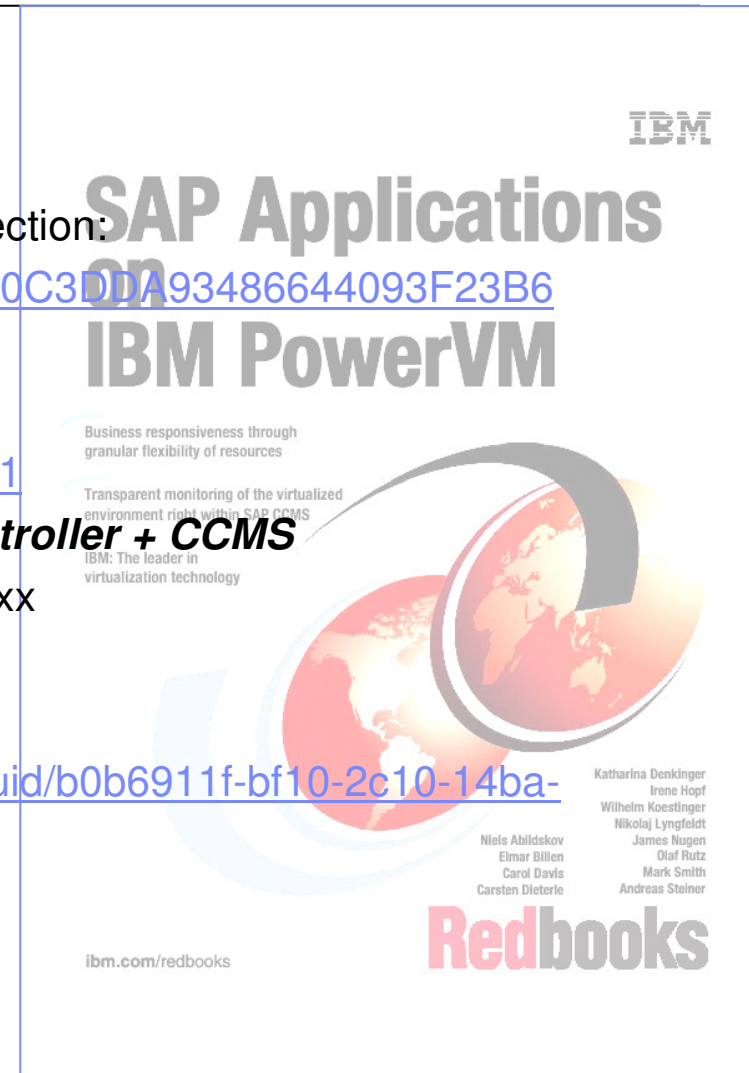 IBM
SAP Applications
ection:
on
0C3DDA93486644093F23B6
IBM PowerVM
Business responsiveness through
granular flexibility of resources
1
Transparent monitoring of the virtualized
environment right within SAP CCMS
troller + CCMS
IBM: The leader in
virtualization technology
xx
uid/b0b6911f-bf10-2c10-14ba-
Katharina Denkinger
Irene Hopf
Wilhelm Koestinger
Nikolaj Lyngfeldt
James Nugen
Olaf Rutz
Mark Smith
Andreas Steiner
Niels Abildskov
Elmar Billen
Carol Davis
Carsten Dieterle
Redbooks
ibm.com/redbooks